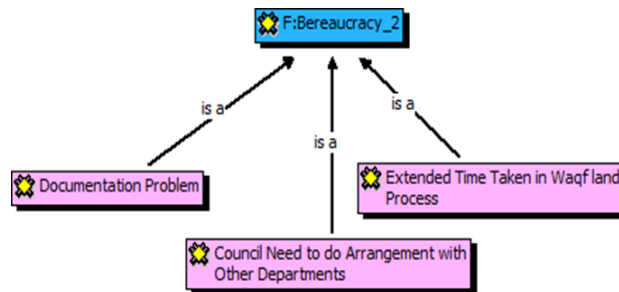 F:Bereaucracy_2
is a
is a
is a
Documentation Problem
Extended Time Taken in Waqf land
Process
Council Need to do Arrangement with
Other Departments